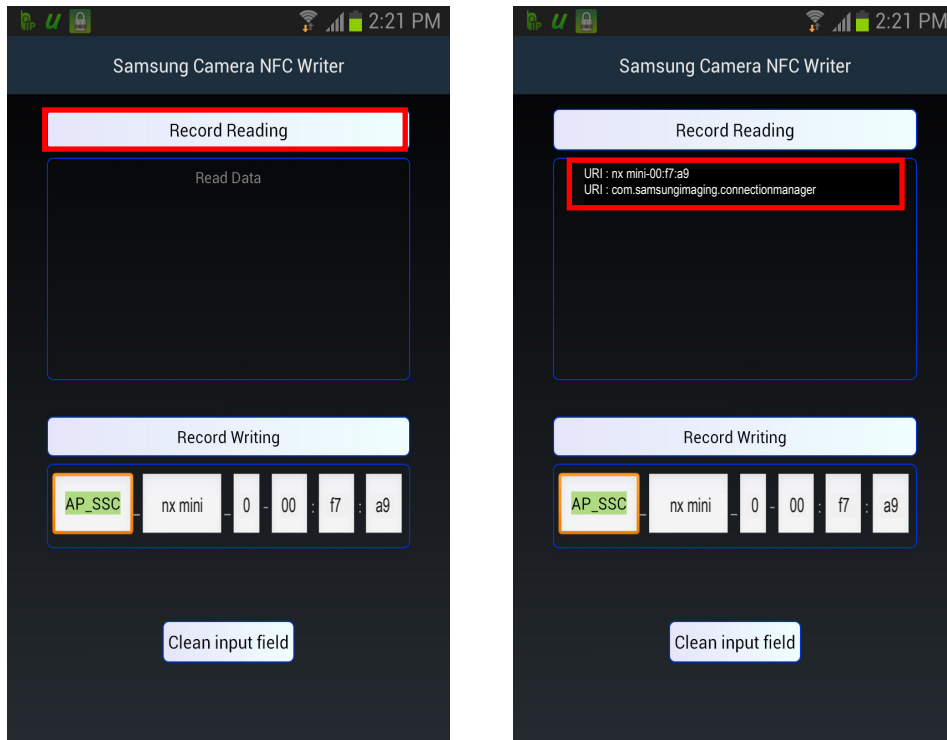 2:21 PM
Samsung Camera NFC Writer
Record Reading
Read Data
Record Writing
AP_SSC _ nx mini _ 0 - 00 : f7 : a9
Clean input field
2:21 PM
Samsung Camera NFC Writer
Record Reading
URI : nx mini-00:f7:a9
URI : com.samsungimaging.connectionmanager
Record Writing
AP_SSC _ nx mini _ 0 - 00 : f7 : a9
Clean input field